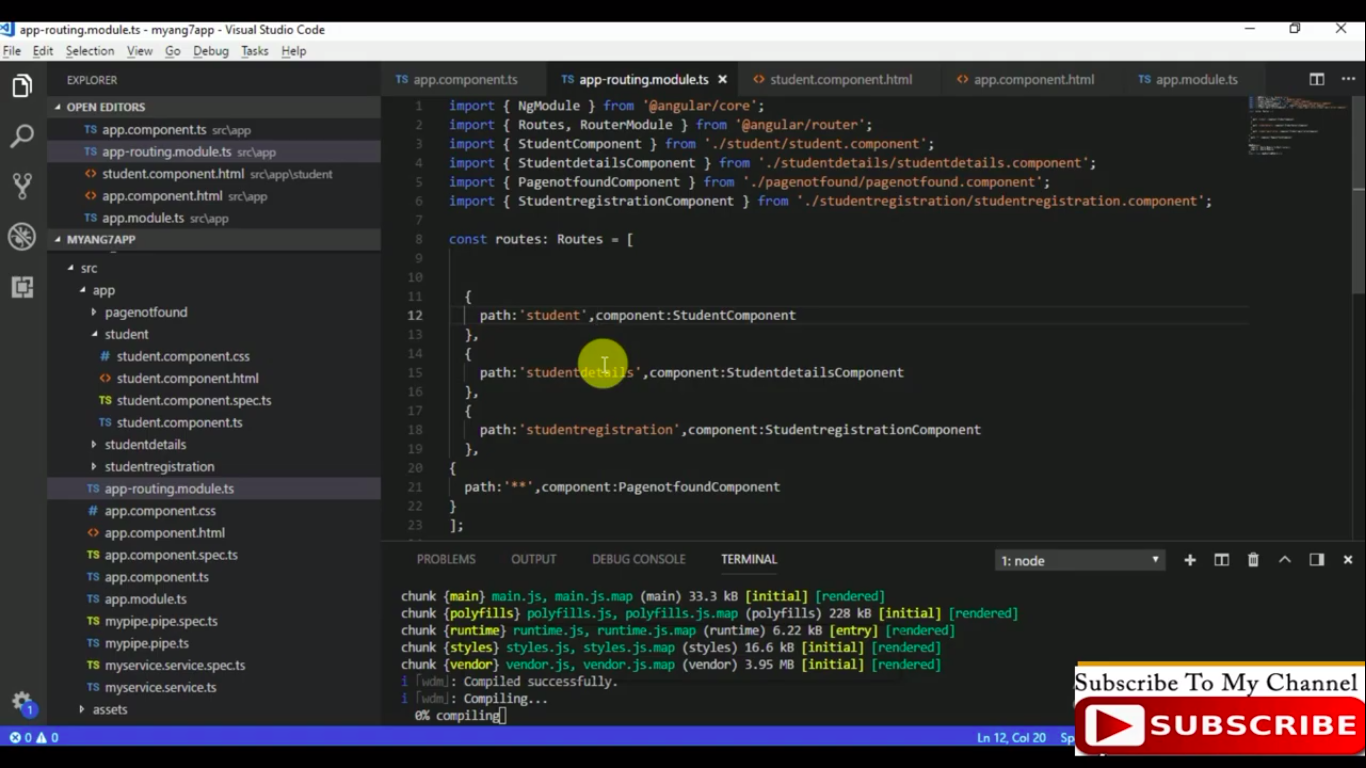 app-routing.module.ts - myang7app - Visual Studio Code
File Edit Selection View Go Debug Tasks Help
EXPLORER
OPEN EDITORS
TS app.component.ts src\app
TS app-routing.module.ts src\app
<> student.component.html src\app\student
<> app.component.html src\app
TS app.module.ts src\app
MYANG7APP
src
app
pagenotfound
student
# student.component.css
<> student.component.html
TS student.component.spec.ts
TS student.component.ts
studentdetails
studentregistration
TS app-routing.module.ts
# app.component.css
<> app.component.html
TS app.component.spec.ts
TS app.component.ts
TS app.module.ts
TS mypipe.pipe.spec.ts
TS mypipe.pipe.ts
TS myservice.service.spec.ts
TS myservice.service.ts
assets
1
TS app.component.ts TS app-routing.module.ts × <> student.component.html <> app.component.html TS app.module.ts
1 import { NgModule } from '@angular/core';
2 import { Routes, RouterModule } from '@angular/router';
3 import { StudentComponent } from './student/student.component';
4 import { StudentdetailsComponent } from './studentdetails/studentdetails.component';
5 import { PagenotfoundComponent } from './pagenotfound/pagenotfound.component';
6 import { StudentregistrationComponent } from './studentregistration/studentregistration.component';
7
8 const routes: Routes = [
9
10
11 {
12 path:'student',component:StudentComponent
13 },
14 {
15 path:'studentdetails',component:StudentdetailsComponent
16 },
17 {
18 path:'studentregistration',component:StudentregistrationComponent
19 },
20 {
21 path:'**',component:PagenotfoundComponent
22 }
23 ];
PROBLEMS OUTPUT DEBUG CONSOLE TERMINAL 1: node
chunk {main} main.js, main.js.map (main) 33.3 kB [initial] [rendered]
chunk {polyfills} polyfills.js, polyfills.js.map (polyfills) 228 kB [initial] [rendered]
chunk {runtime} runtime.js, runtime.js.map (runtime) 6.22 kB [entry] [rendered]
chunk {styles} styles.js, styles.js.map (styles) 16.6 kB [initial] [rendered]
chunk {vendor} vendor.js, vendor.js.map (vendor) 3.95 MB [initial] [rendered]
i ｢wdm｣: Compiled successfully.
i ｢wdm｣: Compiling...
0% compiling
0 0 Ln 12, Col 20
Subscribe To My Channel
SUBSCRIBE